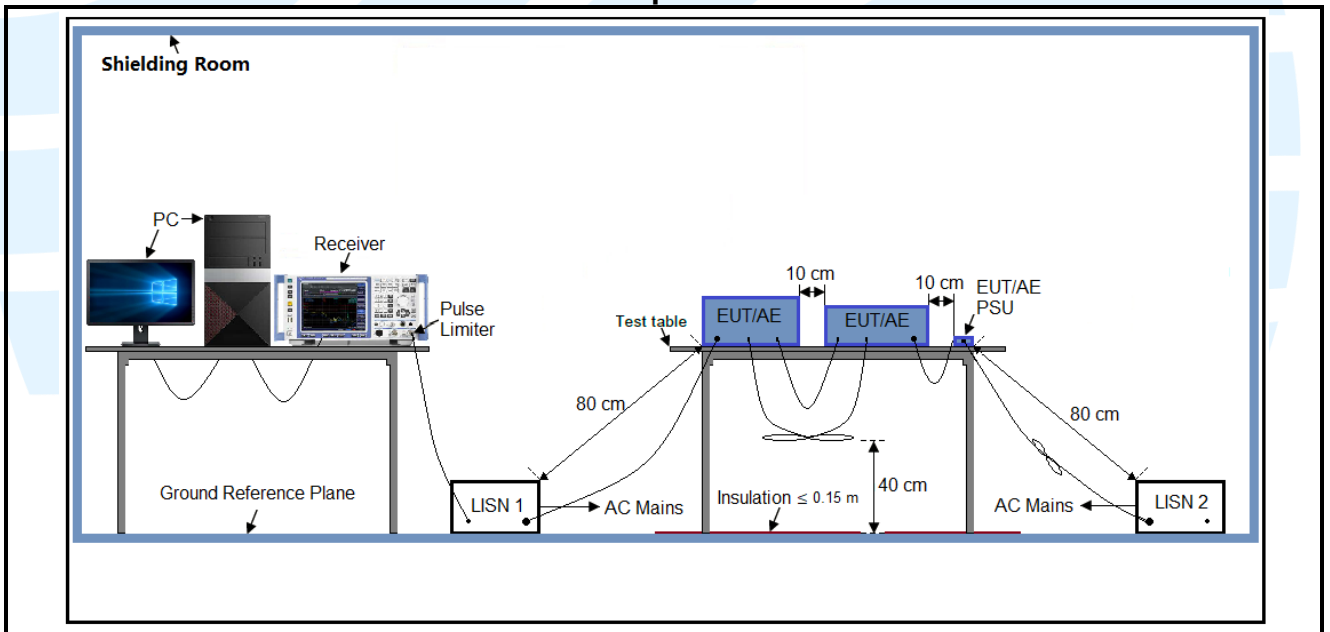 Shielding Room
PC
Receiver
Pulse
Limiter
10 cm
10 cm
EUT/AE
PSU
Test table
EUT/AE
EUT/AE
80 cm
80 cm
40 cm
Ground Reference Plane
LISN 1
AC Mains
Insulation ≤ 0.15 m
AC Mains
LISN 2